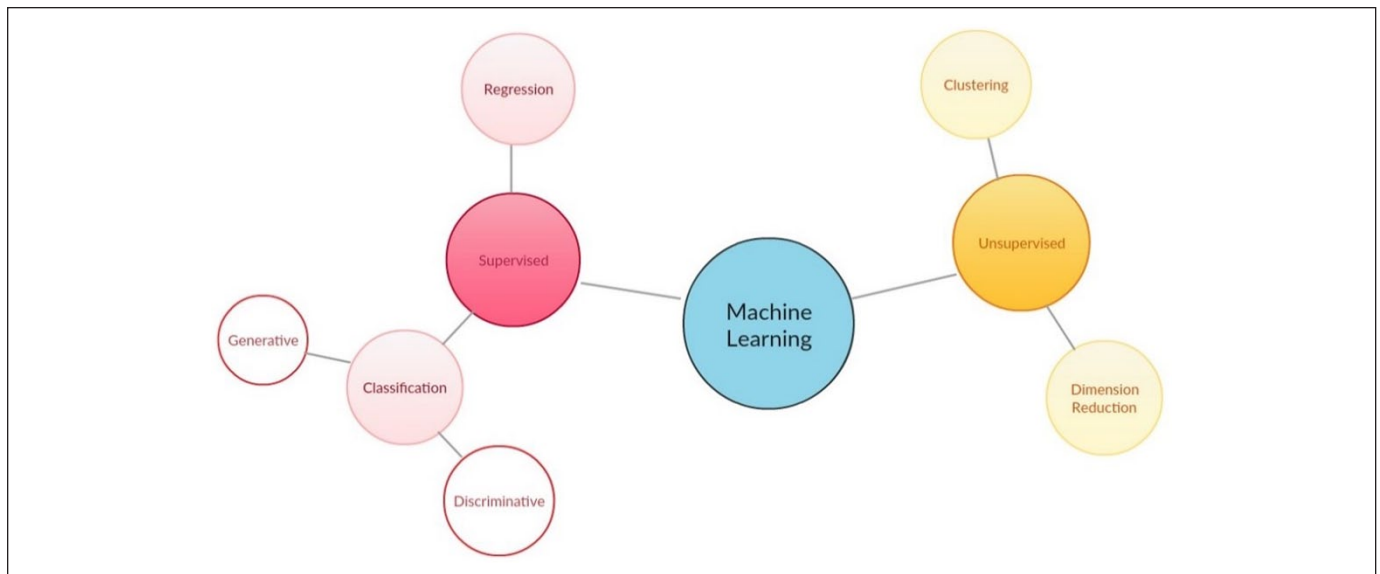 Regression
Clustering
Supervised
Unsupervised
Machine
Learning
Generative
Classification
Dimension
Reduction
Discriminative